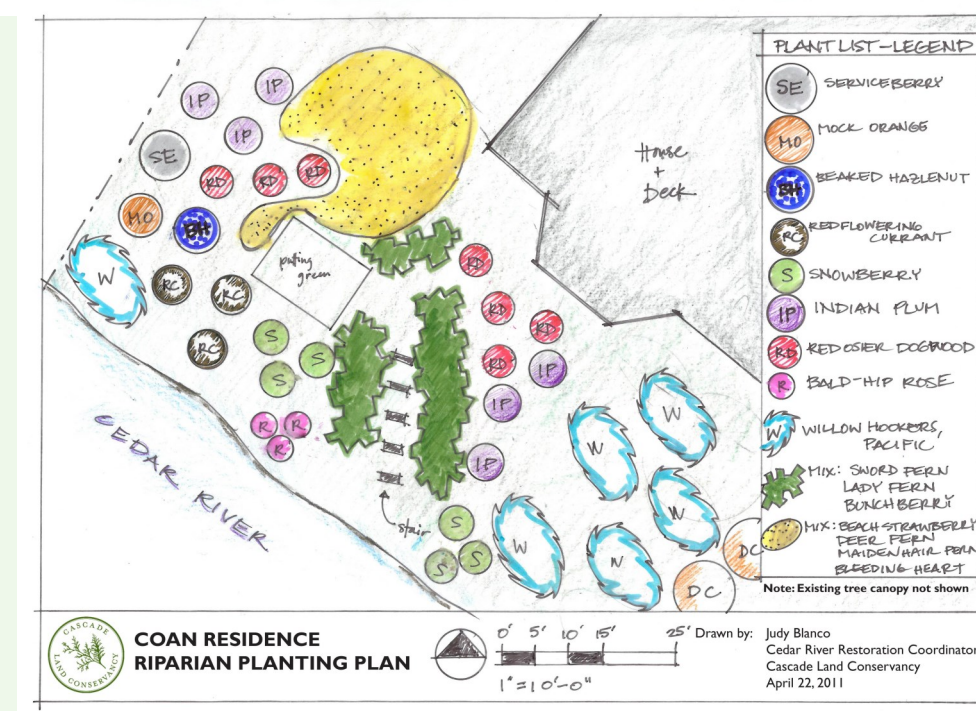 PLANT LIST - LEGEND
SE SERVICEBERRY
MO MOCK ORANGE
BH BEAKED HAZLENUT
RC REDFLOWERING
CURRANT
S SNOWBERRY
IP INDIAN PLUM
RD RED OSIER DOGWOOD
R BALD-HIP ROSE
W WILLOW HOOKERS,
PACIFIC
MIX: SWORD FERN
LADY FERN
BUNCHBERRY
MIX: BEACH STRAWBERRY
DEER FERN
MAIDENHAIR FERN
BLEEDING HEART
Note: Existing tree canopy not shown
IP
IP
IP
SE
RD
RD
RD
MO
BH
House
+
Deck
W
putting
green
RC
RC
RC
RD
RD
RD
RD
S
S
S
IP
IP
IP
R
R
R
W
W
W
W
W
stair
S
S
S
DC
DC
CEDAR RIVER
CASCADE
LAND CONSERVANCY
COAN RESIDENCE
RIPARIAN PLANTING PLAN
0' 5' 10' 15' 25'
1" = 10'-0"
Drawn by: Judy Blanco
Cedar River Restoration Coordinator
Cascade Land Conservancy
April 22, 2011